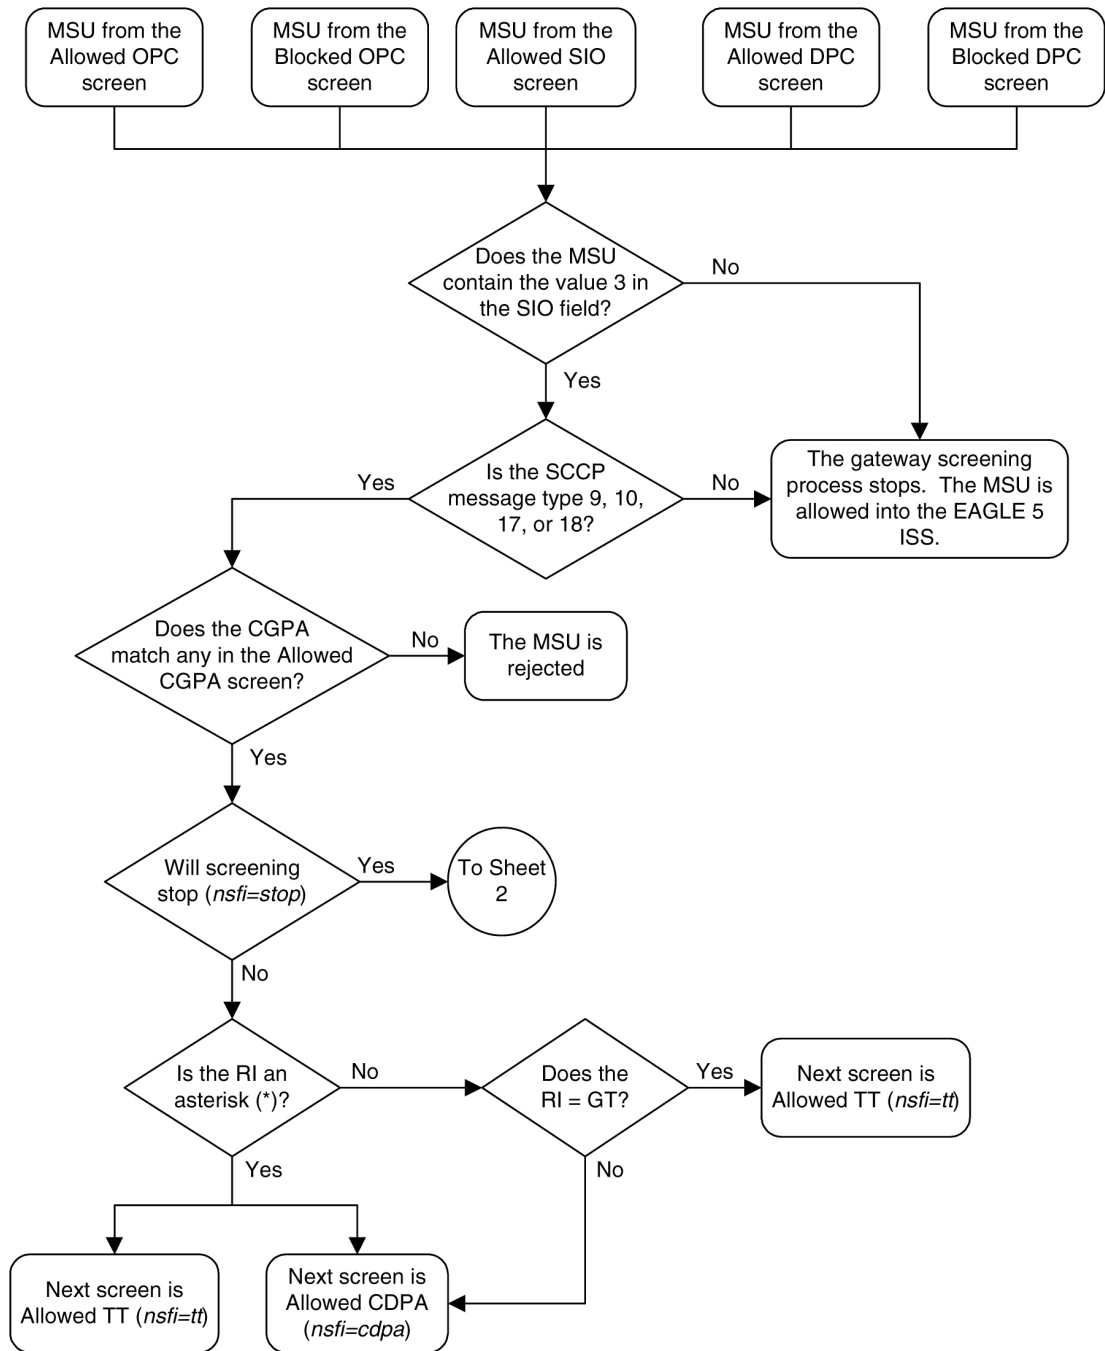 MSU from the
Allowed OPC
screen
MSU from the
Blocked OPC
screen
MSU from the
Allowed SIO
screen
MSU from the
Allowed DPC
screen
MSU from the
Blocked DPC
screen
Does the MSU
contain the value 3 in
the SIO field?
No
Yes
Is the SCCP
message type 9, 10,
17, or 18?
Yes
No
The gateway screening
process stops.  The MSU is
allowed into the EAGLE 5
ISS.
Does the CGPA
match any in the Allowed
CGPA screen?
No
The MSU is
rejected
Yes
Will screening
stop (nsfi=stop)
Yes
To Sheet
2
No
Is the RI an
asterisk (*)?
No
Does the
RI = GT?
Yes
Next screen is
Allowed TT (nsfi=tt)
Yes
No
Next screen is
Allowed TT (nsfi=tt)
Next screen is
Allowed CDPA
(nsfi=cdpa)